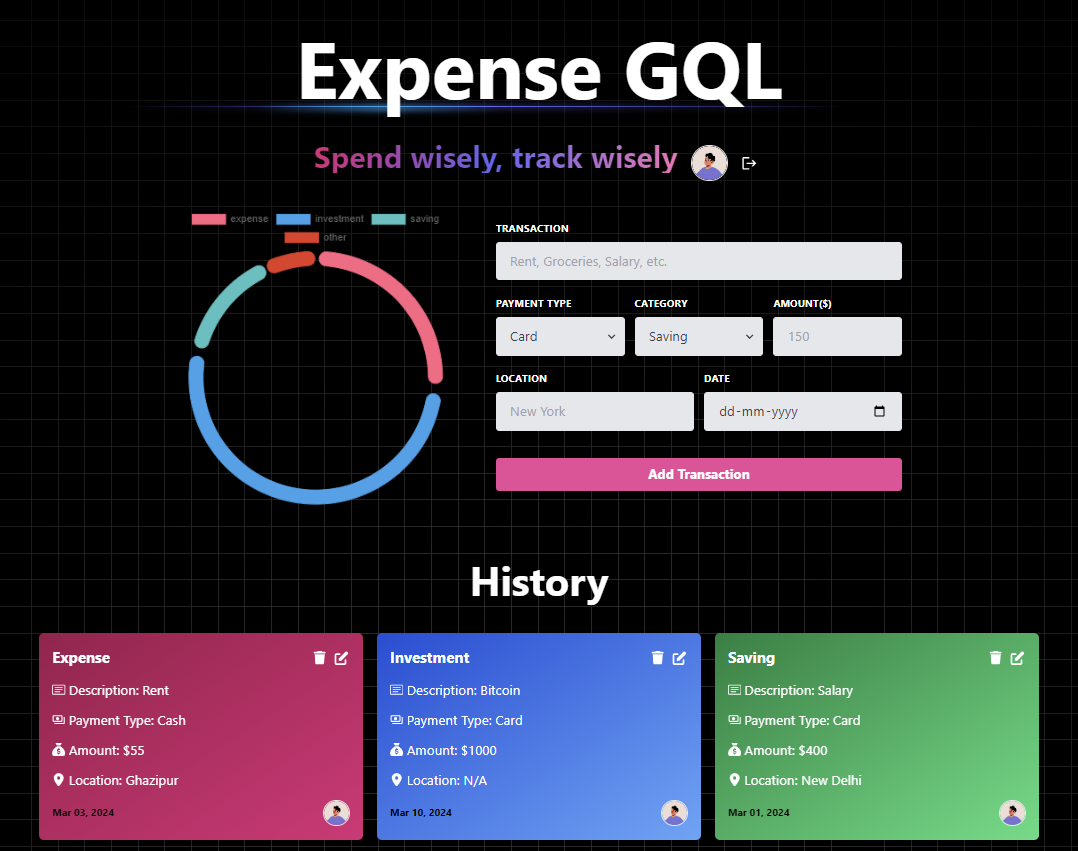 Expense GQL
Spend wisely, track wisely
expense investment saving
other
TRANSACTION
Rent, Groceries, Salary, etc.
PAYMENT TYPE CATEGORY AMOUNT($)
Card Saving 150
LOCATION DATE
New York dd-mm-yyyy
Add Transaction
History
Expense
Description: Rent
Payment Type: Cash
Amount: $55
Location: Ghazipur
Mar 03, 2024
Investment
Description: Bitcoin
Payment Type: Card
Amount: $1000
Location: N/A
Mar 10, 2024
Saving
Description: Salary
Payment Type: Card
Amount: $400
Location: New Delhi
Mar 01, 2024